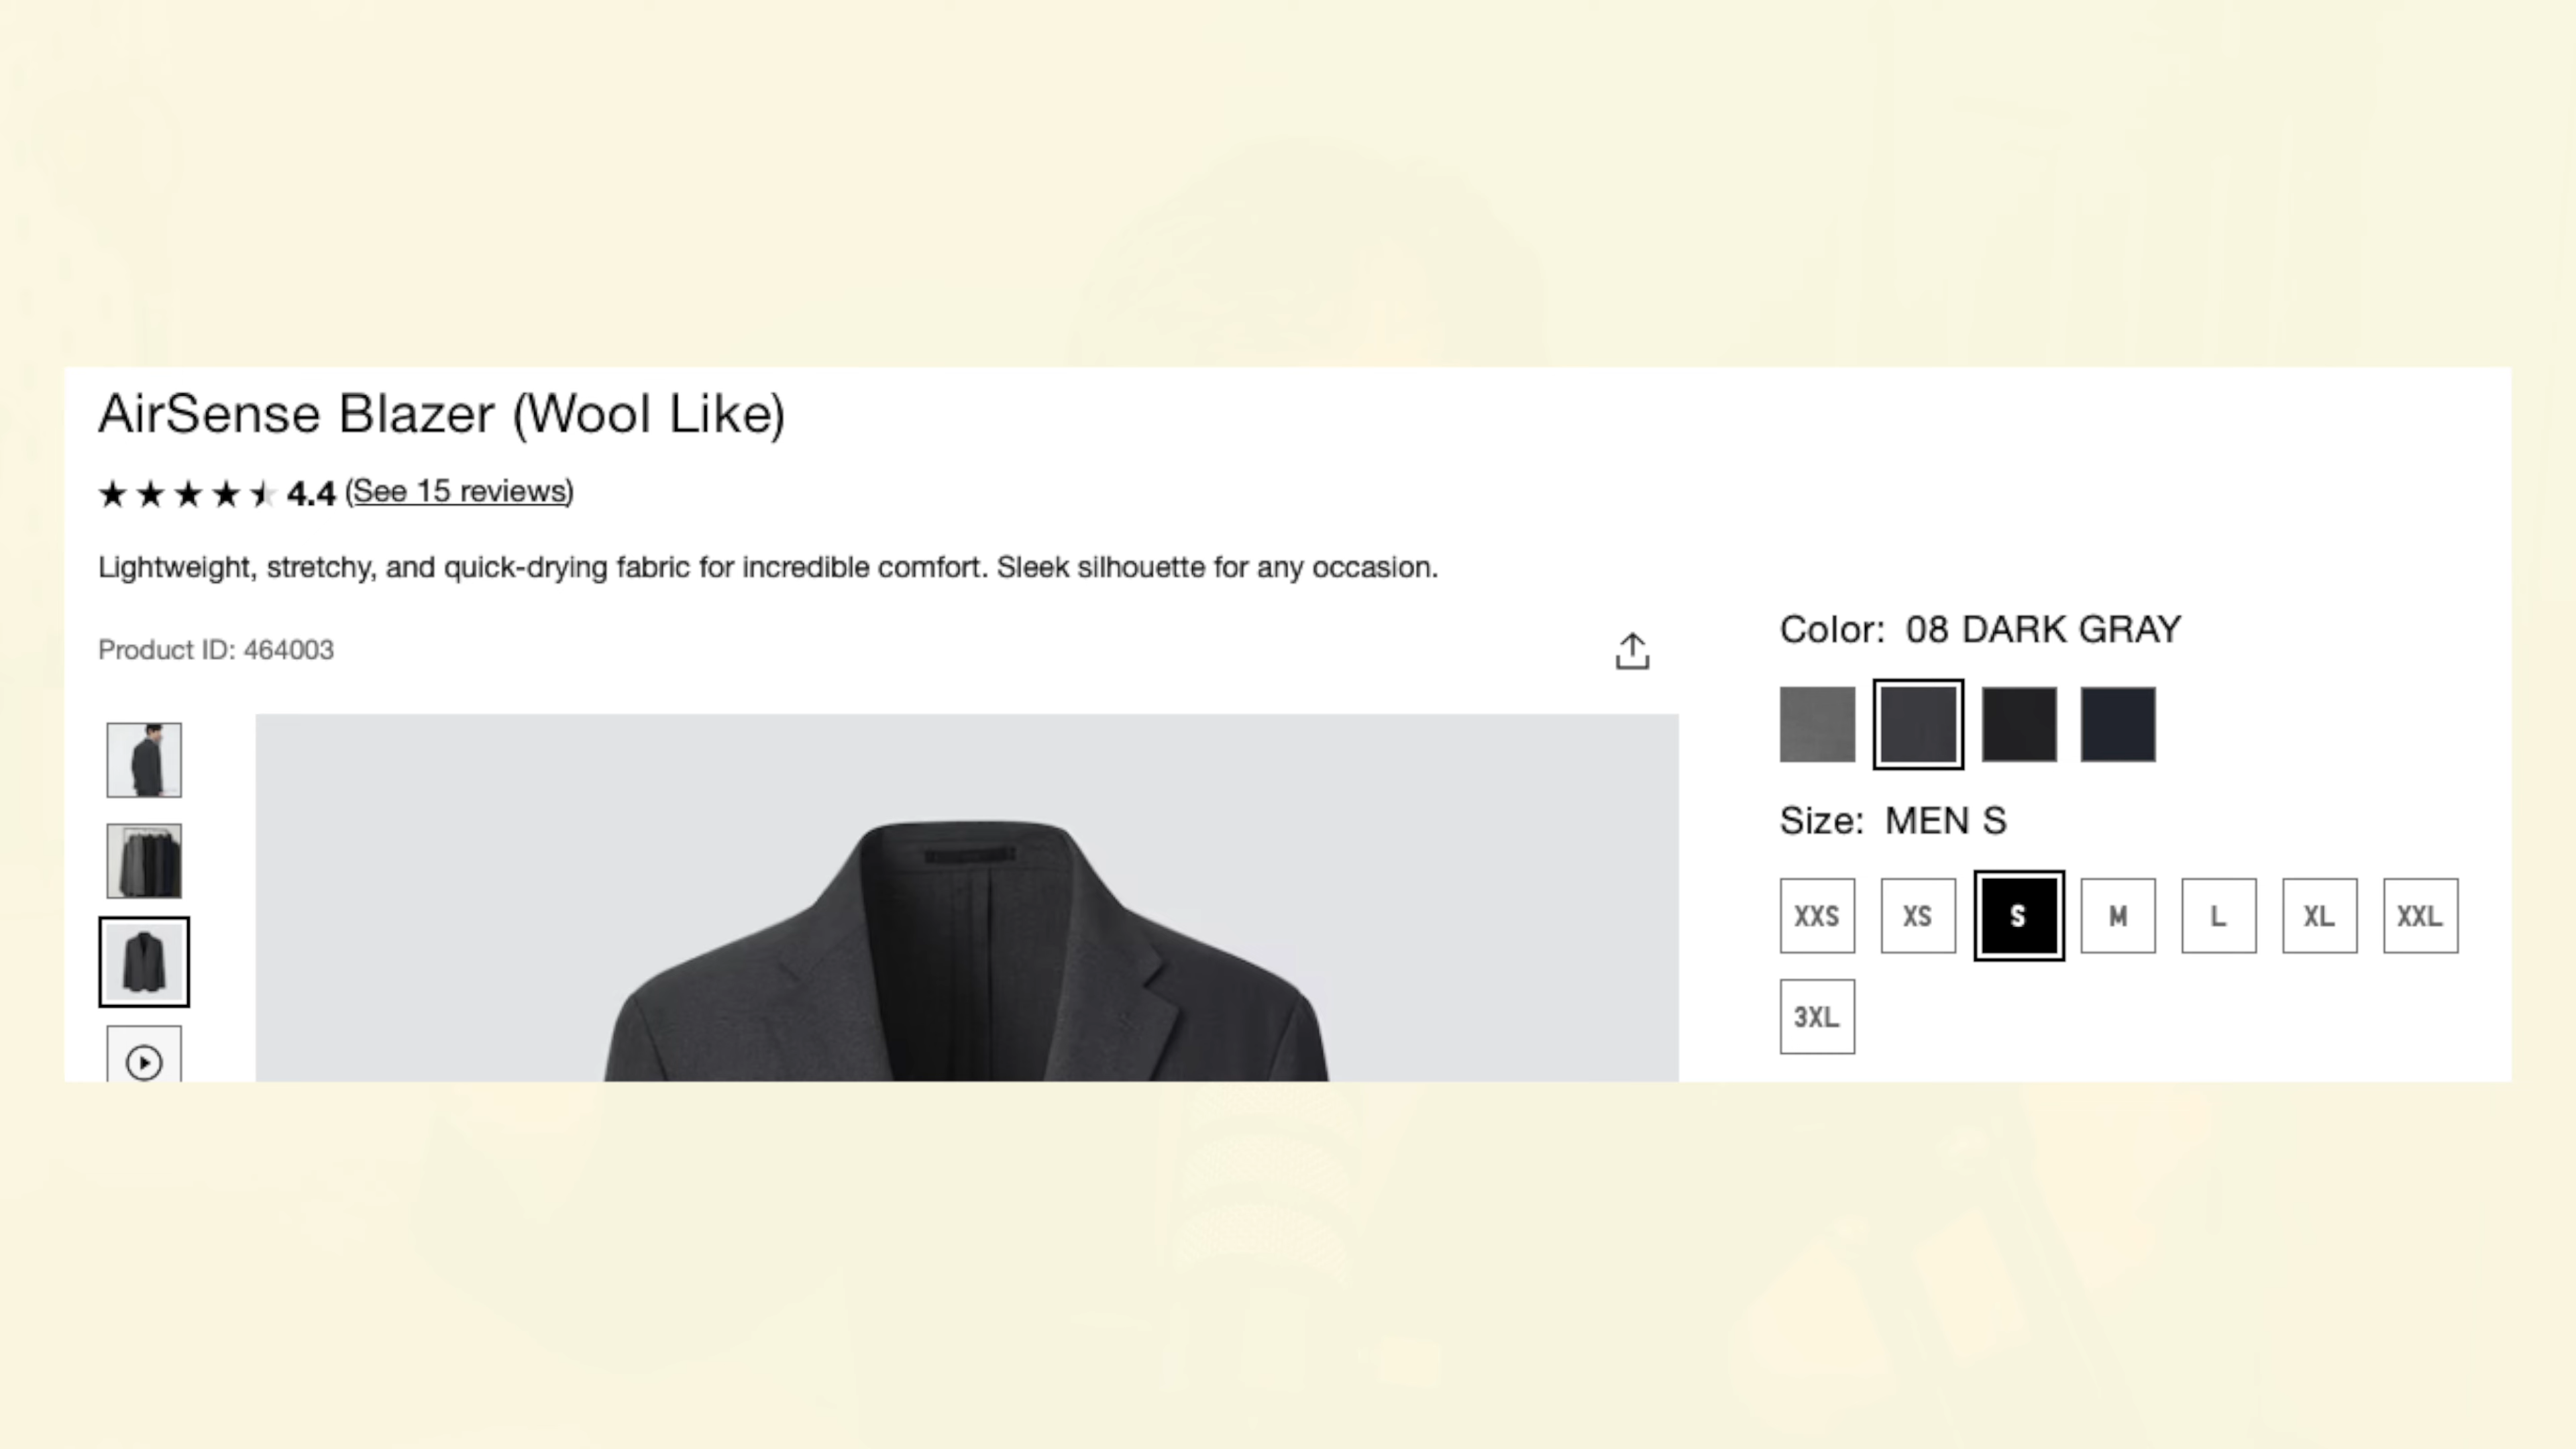 AirSense Blazer (Wool Like)
4.4 (See 15 reviews)
Lightweight, stretchy, and quick-drying fabric for incredible comfort. Sleek silhouette for any occasion.
Product ID: 464003
Color: 08 DARK GRAY
Size: MEN S
XXS XS S M L XL XXL
3XL